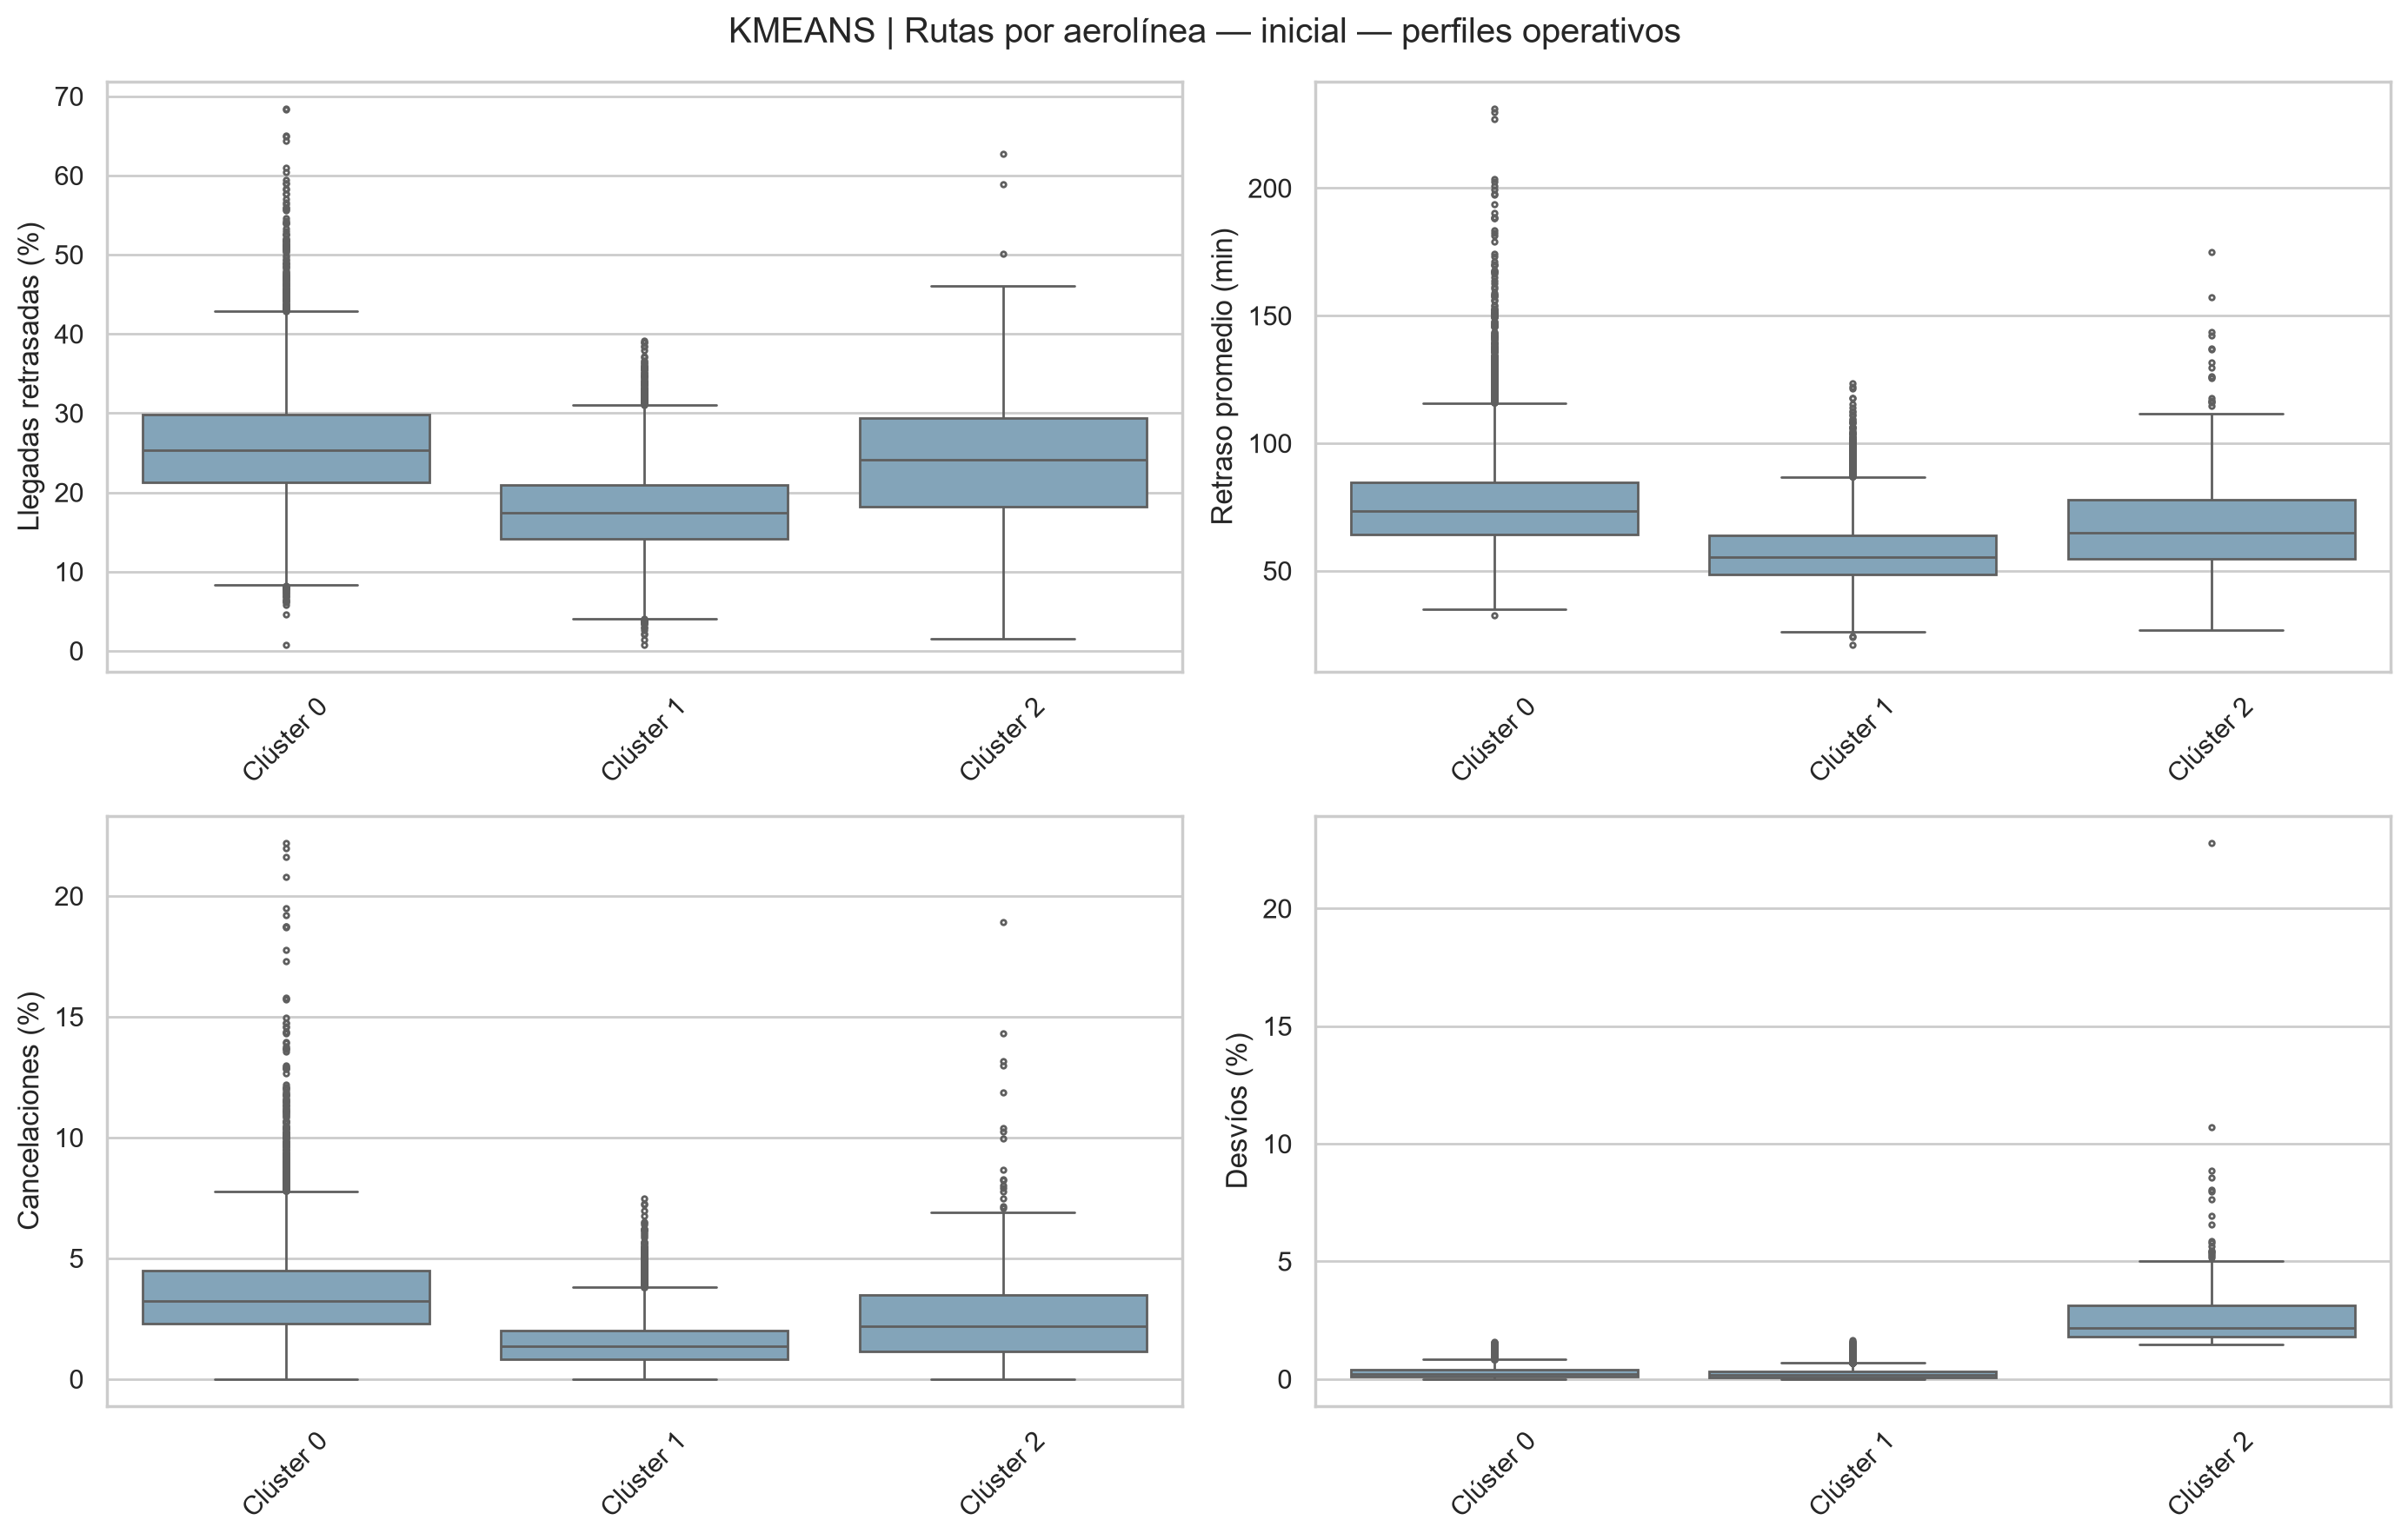 KMEANS | Rutas por aerolínea — inicial — perfiles operativos
Llegadas retrasadas (%)
70
60
50
40
30
20
10
0
Clúster 0
Clúster 1
Clúster 2
Retraso promedio (min)
200
150
100
50
Clúster 0
Clúster 1
Clúster 2
Cancelaciones (%)
20
15
10
5
0
Clúster 0
Clúster 1
Clúster 2
Desvíos (%)
20
15
10
5
0
Clúster 0
Clúster 1
Clúster 2